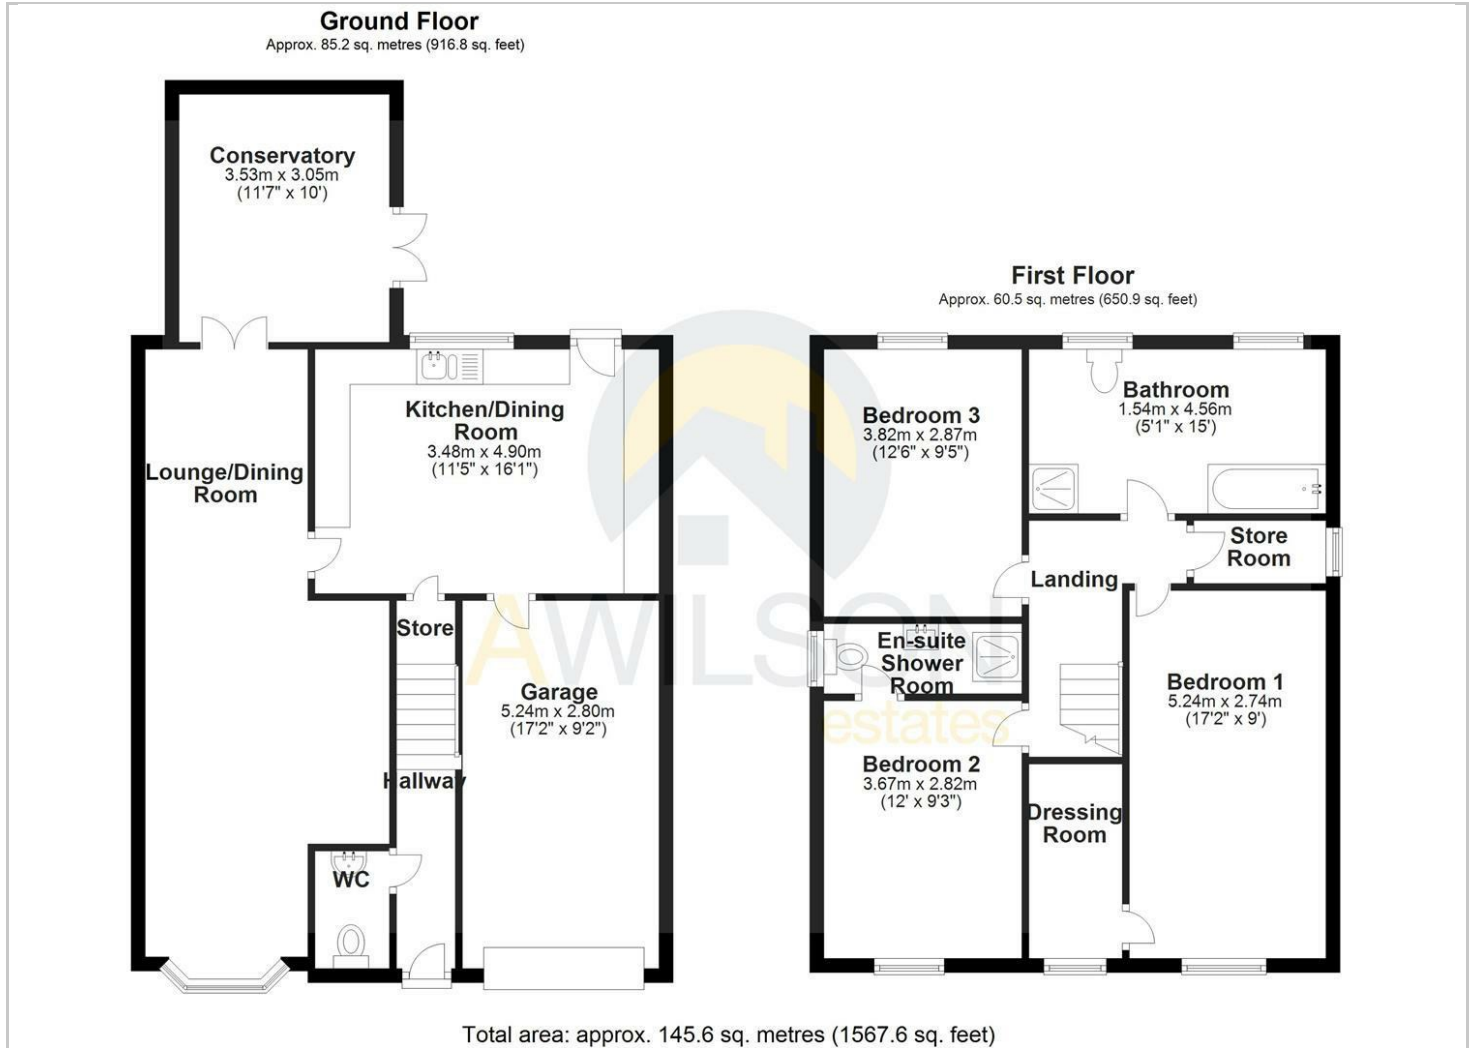 Ground Floor
Approx. 85.2 sq. metres (916.8 sq. feet)
Conservatory
3.53m x 3.05m
(11'7" x 10')
Kitchen/Dining
Room
3.48m x 4.90m
(11'5" x 16'1")
Lounge/Dining
Room
Store
Garage
5.24m x 2.80m
(17'2" x 9'2")
Hallway
WC
First Floor
Approx. 60.5 sq. metres (650.9 sq. feet)
Bedroom 3
3.82m x 2.87m
(12'6" x 9'5")
Bathroom
1.54m x 4.56m
(5'1" x 15')
Store
Room
Landing
En-suite
Shower
Room
Bedroom 1
5.24m x 2.74m
(17'2" x 9')
Bedroom 2
3.67m x 2.82m
(12' x 9'3")
Dressing
Room
AWILSON
estates
Total area: approx. 145.6 sq. metres (1567.6 sq. feet)